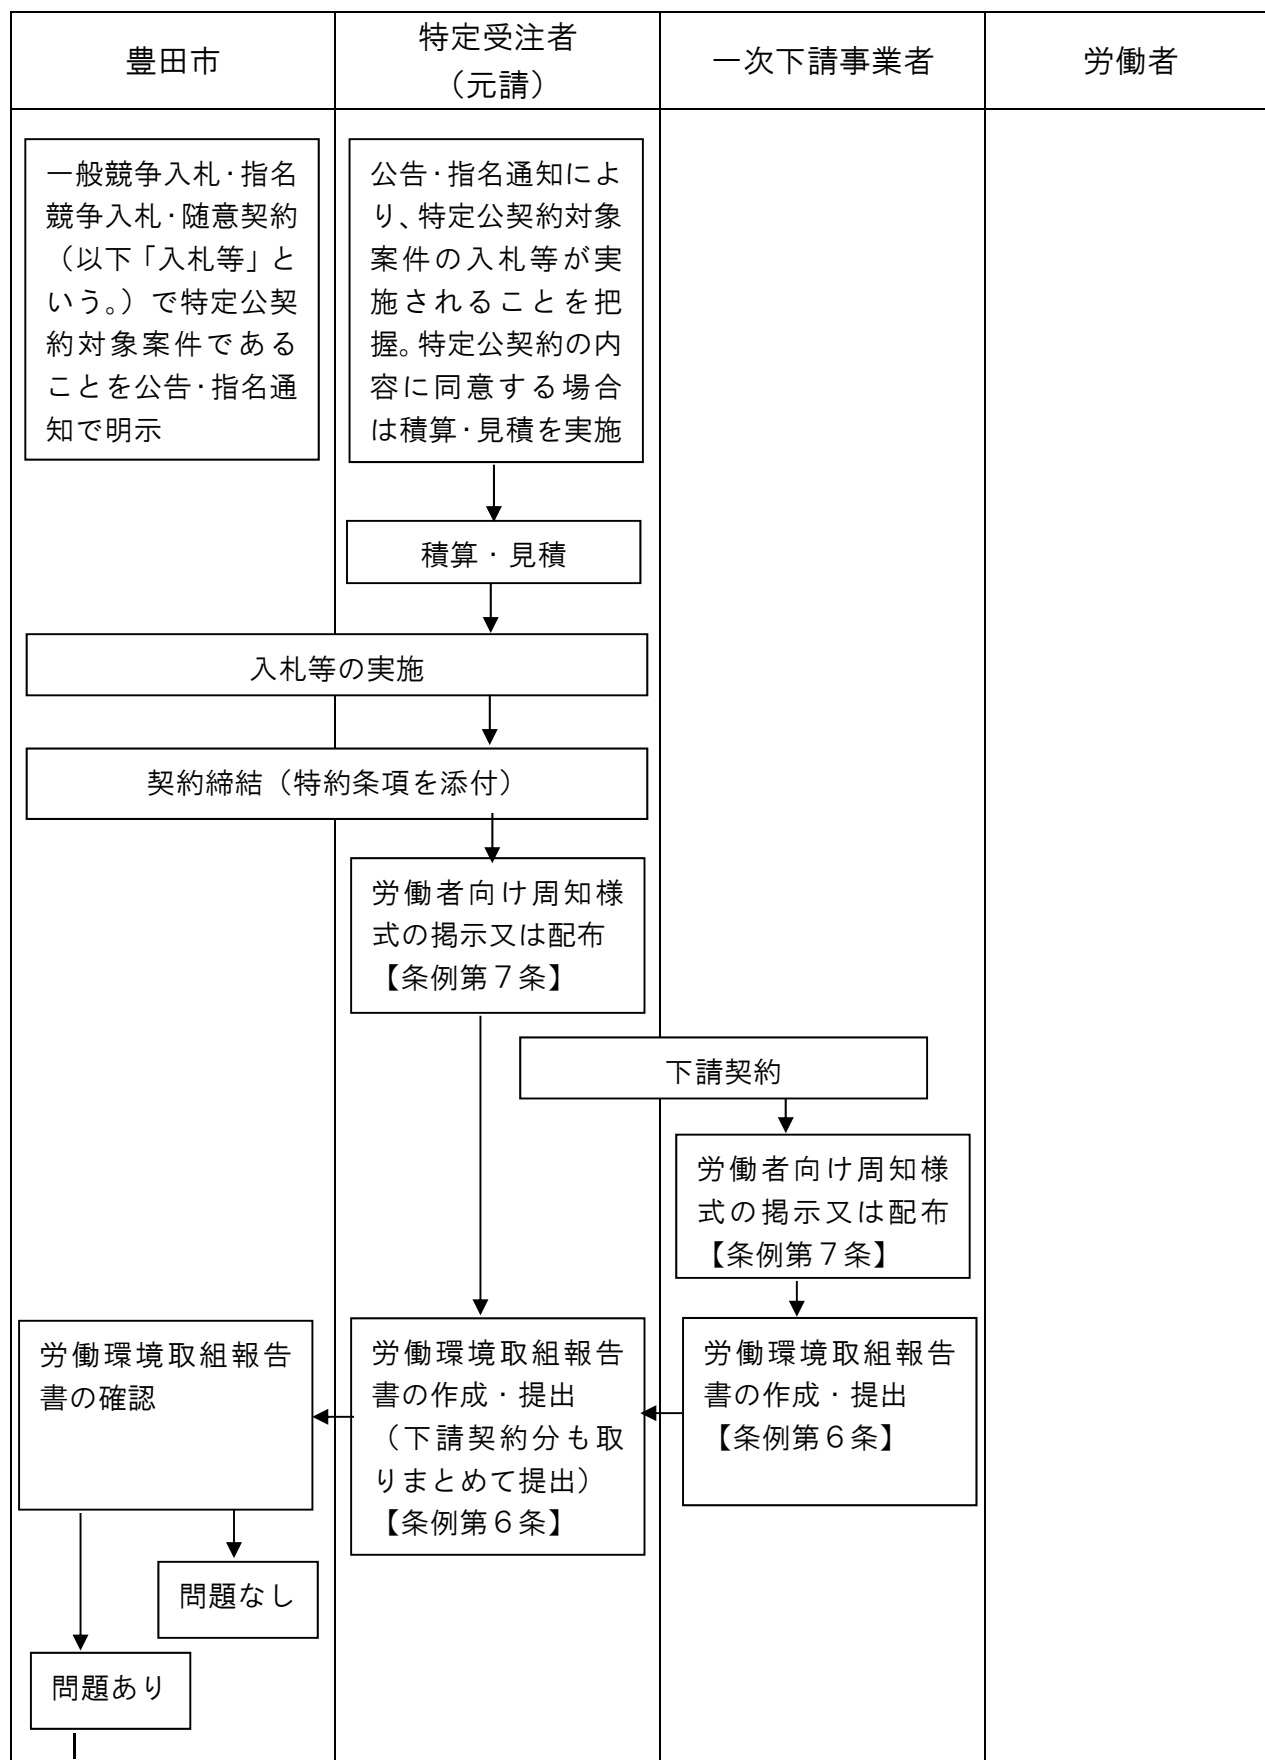 豊田市
特定受注者
（元請）
一次下請事業者
労働者
一般競争入札・指名
競争入札・随意契約
（以下「入札等」と
いう。）で特定公契
約対象案件である
ことを公告・指名通
知で明示
公告・指名通知によ
り、特定公契約対象
案件の入札等が実
施されることを把
握。特定公契約の内
容に同意する場合
は積算・見積を実施
積算・見積
入札等の実施
契約締結（特約条項を添付）
労働者向け周知様
式の掲示又は配布
【条例第７条】
下請契約
労働者向け周知様
式の掲示又は配布
【条例第７条】
労働環境取組報告
書の確認
労働環境取組報告
書の作成・提出
（下請契約分も取
りまとめて提出）
【条例第６条】
労働環境取組報告
書の作成・提出
【条例第６条】
問題なし
問題あり